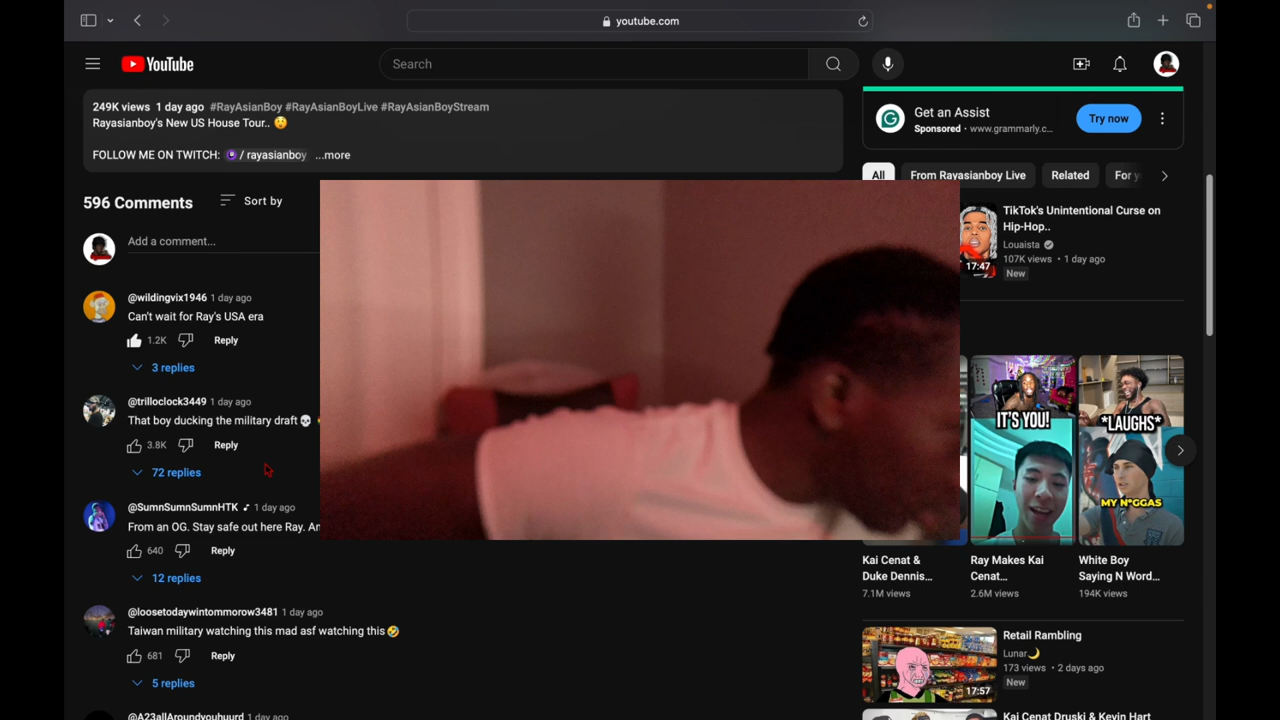 youtube.com
YouTube
Search
249K views 1 day ago #RayAsianBoy #RayAsianBoyLive #RayAsianBoyStream
Rayasianboy's New US House Tour.. 😗
FOLLOW ME ON TWITCH: / rayasianboy ...more
596 Comments
Sort by
Add a comment...
@wildingvix1946 1 day ago
Can't wait for Ray's USA era
1.2K Reply
3 replies
@trilloclock3449 1 day ago
That boy ducking the military draft💀
3.8K Reply
72 replies
@SumnSumnSumnHTK 1 day ago
From an OG. Stay safe out here Ray.
640 Reply
12 replies
@loosetodaywintommorow3481 1 day ago
Taiwan military watching this mad asf watching this🤣
681 Reply
5 replies
@A23allAroundyouhuurd 1 day ago
Get an Assist
Sponsored · www.grammarly.c...
Try now
All
From Rayasianboy Live
Related
For y
TikTok's Unintentional Curse on
Hip-Hop..
Louaista
107K views · 1 day ago
New
17:47
IT'S YOU!
*LAUGHS*
MY N*GGAS
Kai Cenat &
Duke Dennis...
7.1M views
Ray Makes Kai
Cenat...
2.6M views
White Boy
Saying N Word...
194K views
Retail Rambling
Lunar🌙
173 views · 2 days ago
New
17:57
Kai Cenat Druski & Kevin Hart